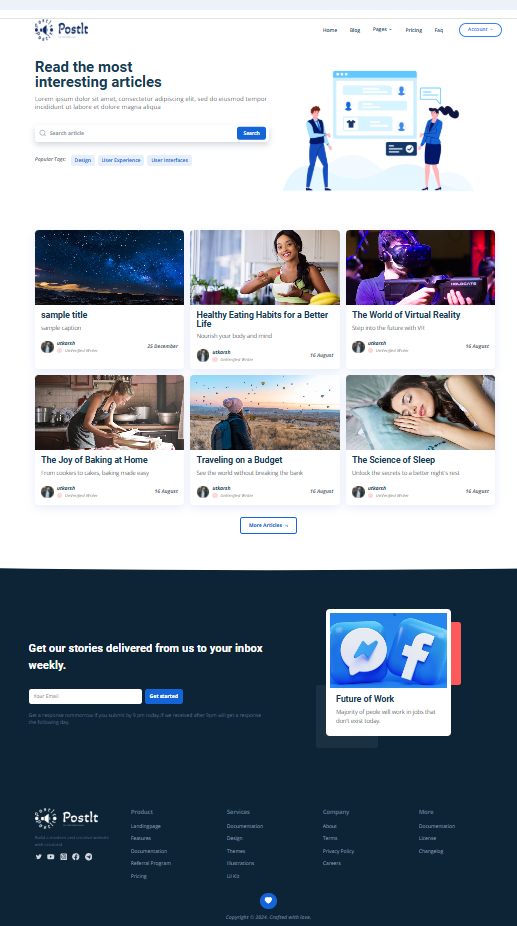 PostIt
Home
Blog
Pages
Pricing
Faq
Account →
Read the most
interesting articles
Lorem ipsum dolor sit amet, consectetur adipiscing elit, sed do eiusmod tempor
incididunt ut labore et dolore magna aliqua
Search article
Search
Popular Tags:
Design
User Experience
User Interfaces
sample title
sample caption
utkarsh
Unverified Writer
25 December
Healthy Eating Habits for a Better
Life
Nourish your body and mind
utkarsh
Unverified Writer
16 August
HOLOGATE
The World of Virtual Reality
Step into the future with VR
utkarsh
Unverified Writer
16 August
The Joy of Baking at Home
From cookies to cakes, baking made easy
utkarsh
Unverified Writer
16 August
Traveling on a Budget
See the world without breaking the bank
utkarsh
Unverified Writer
16 August
The Science of Sleep
Unlock the secrets to a better night's rest
utkarsh
Unverified Writer
16 August
More Articles →
Get our stories delivered from us to your inbox
weekly.
Your Email
Get started
Get a response tommorow if you submit by 9 pm today.If we received after 9pm will get a response
the following day.
Future of Work
Majority of peole will work in jobs that
don't exist today.
PostIt
Product
Landingpage
Features
Documentation
Referral Program
Pricing
Services
Documentation
Design
Themes
Illustrations
UI Kit
Company
About
Terms
Privacy Policy
Careers
More
Documentation
License
Changelog
Copyright © 2024. Crafted with love.